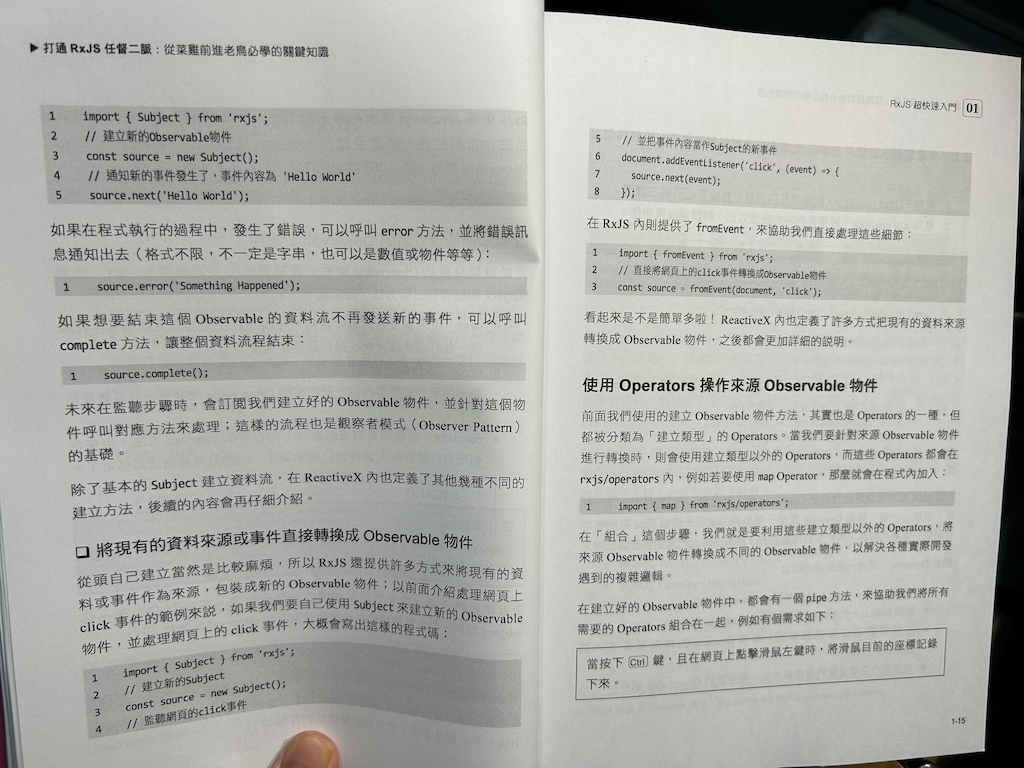 ▶ 打通 RxJS 任督二脈：從菜雞前進老鳥必學的關鍵知識
1 import { Subject } from 'rxjs';
2 // 建立新的Observable物件
3 const source = new Subject();
4 // 通知新的事件發生了，事件內容為 'Hello World'
5 source.next('Hello World');
如果在程式執行的過程中，發生了錯誤，可以呼叫 error 方法，並將錯誤訊
息通知出去（格式不限，不一定是字串，也可以是數值或物件等等）：
1 source.error('Something Happened');
如果想要結束這個 Observable 的資料流不再發送新的事件，可以呼叫
complete 方法，讓整個資料流程結束：
1 source.complete();
未來在監聽步驟時，會訂閱我們建立好的 Observable 物件，並針對這個物
件呼叫對應方法來處理；這樣的流程也是觀察者模式（Observer Pattern）
的基礎。
除了基本的 Subject 建立資料流，在 ReactiveX 內也定義了其他幾種不同的
建立方法，後續的內容會再仔細介紹。
❑ 將現有的資料來源或事件直接轉換成 Observable 物件
從頭自己建立當然是比較麻煩，所以 RxJS 還提供許多方式來將現有的資
料或事件作為來源，包裝成新的 Observable 物件；以前面介紹處理網頁上
click 事件的範例來説，如果我們要自己使用 Subject 來建立新的 Observable
物件，並處理網頁上的 click 事件，大概會寫出這樣的程式碼：
1 import { Subject } from 'rxjs';
2 // 建立新的Subject
3 const source = new Subject();
4 // 監聽網頁的click事件
RxJS 超快速入門 01
5 // 並把事件內容當作Subject的新事件
6 document.addEventListener('click', (event) => {
7 source.next(event);
8 });
在 RxJS 內則提供了 fromEvent，來協助我們直接處理這些細節：
1 import { fromEvent } from 'rxjs';
2 // 直接將網頁上的click事件轉換成Observable物件
3 const source = fromEvent(document, 'click');
看起來是不是簡單多啦！ReactiveX 內也定義了許多方式把現有的資料來源
轉換成 Observable 物件，之後都會更加詳細的説明。
使用 Operators 操作來源 Observable 物件
前面我們使用的建立 Observable 物件方法，其實也是 Operators 的一種，但
都被分類為「建立類型」的 Operators。當我們要針對來源 Observable 物件
進行轉換時，則會使用建立類型以外的 Operators，而這些 Operators 都會在
rxjs/operators 內，例如若要使用 map Operator，那麼就會在程式內加入：
1 import { map } from 'rxjs/operators';
在「組合」這個步驟，我們就是要利用這些建立類型以外的 Operators，將
來源 Observable 物件轉換成不同的 Observable 物件，以解決各種實際開發
遇到的複雜邏輯。
在建立好的 Observable 物件中，都會有一個 pipe 方法，來協助我們將所有
需要的 Operators 組合在一起，例如有個需求如下：
當按下 Ctrl 鍵，且在網頁上點擊滑鼠左鍵時，將滑鼠目前的座標記錄
下來。
1-15